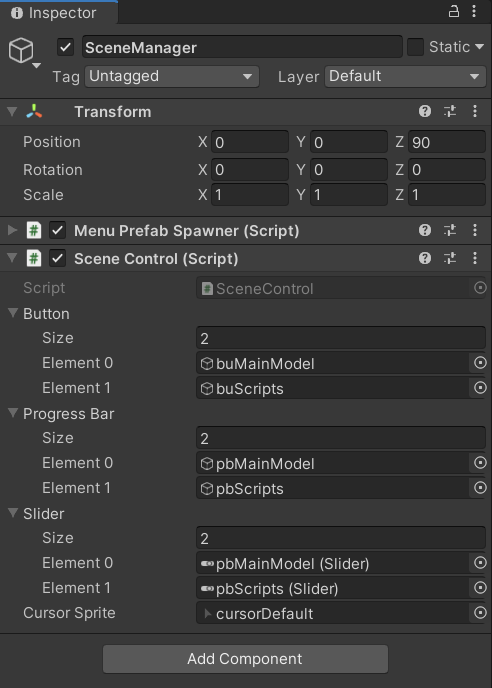 Inspector
SceneManager Static
Tag Untagged Layer Default
Transform
Position X 0 Y 0 Z 90
Rotation X 0 Y 0 Z 0
Scale X 1 Y 1 Z 1
# Menu Prefab Spawner (Script)
# Scene Control (Script)
Script # SceneControl
Button
Size 2
Element 0 buMainModel
Element 1 buScripts
Progress Bar
Size 2
Element 0 pbMainModel
Element 1 pbScripts
Slider
Size 2
Element 0 pbMainModel (Slider)
Element 1 pbScripts (Slider)
Cursor Sprite cursorDefault
Add Component